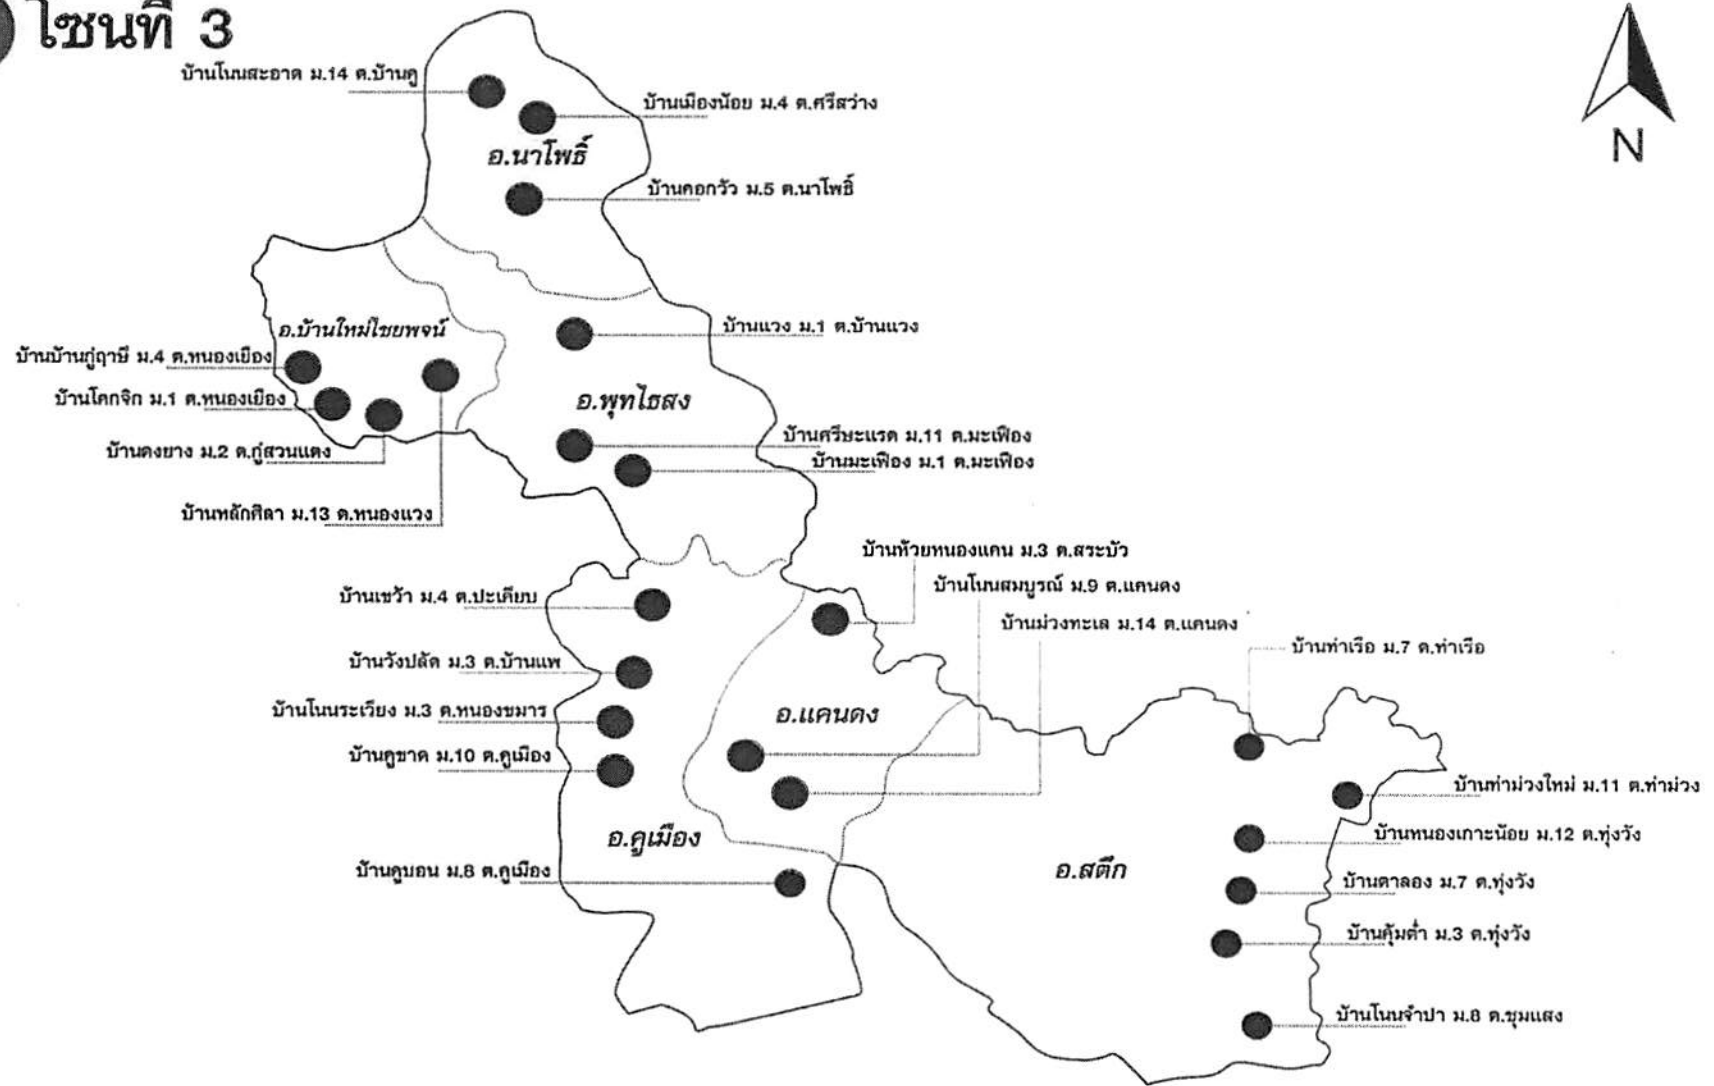 โซนที่ 3
N
บ้านโนนสะอาด ม.14 ต.บ้านคู
บ้านเมืองน้อย ม.4 ต.ศรีสว่าง
อ.นาโพธิ์
บ้านคอกวัว ม.5 ต.นาโพธิ์
อ.บ้านใหม่ไชยพจน์
บ้านแวง ม.1 ต.บ้านแวง
บ้านบ้านกู่ฤาษี ม.4 ต.หนองเยือง
บ้านโคกจิก ม.1 ต.หนองเยือง
อ.พุทไธสง
บ้านดงยาง ม.2 ต.กู่สวนแตง
บ้านศรีษะแรด ม.11 ต.มะเฟือง
บ้านมะเฟือง ม.1 ต.มะเฟือง
บ้านหลักศิลา ม.13 ต.หนองแวง
บ้านห้วยหนองแคน ม.3 ต.สระบัว
บ้านโนนสมบูรณ์ ม.9 ต.แคนดง
บ้านม่วงทะเล ม.14 ต.แคนดง
บ้านเขว้า ม.4 ต.ปะเคียบ
บ้านท่าเรือ ม.7 ต.ท่าเรือ
บ้านวังปลัด ม.3 ต.บ้านแพ
บ้านโนนระเวียง ม.3 ต.หนองขมาร
อ.แคนดง
บ้านคูขาด ม.10 ต.คูเมือง
บ้านท่าม่วงใหม่ ม.11 ต.ท่าม่วง
อ.คูเมือง
บ้านหนองเกาะน้อย ม.12 ต.ทุ่งวัง
บ้านคูบอน ม.8 ต.คูเมือง
อ.สตึก
บ้านตาลอง ม.7 ต.ทุ่งวัง
บ้านคุ้มต่ำ ม.3 ต.ทุ่งวัง
บ้านโนนจำปา ม.8 ต.ชุมแสง